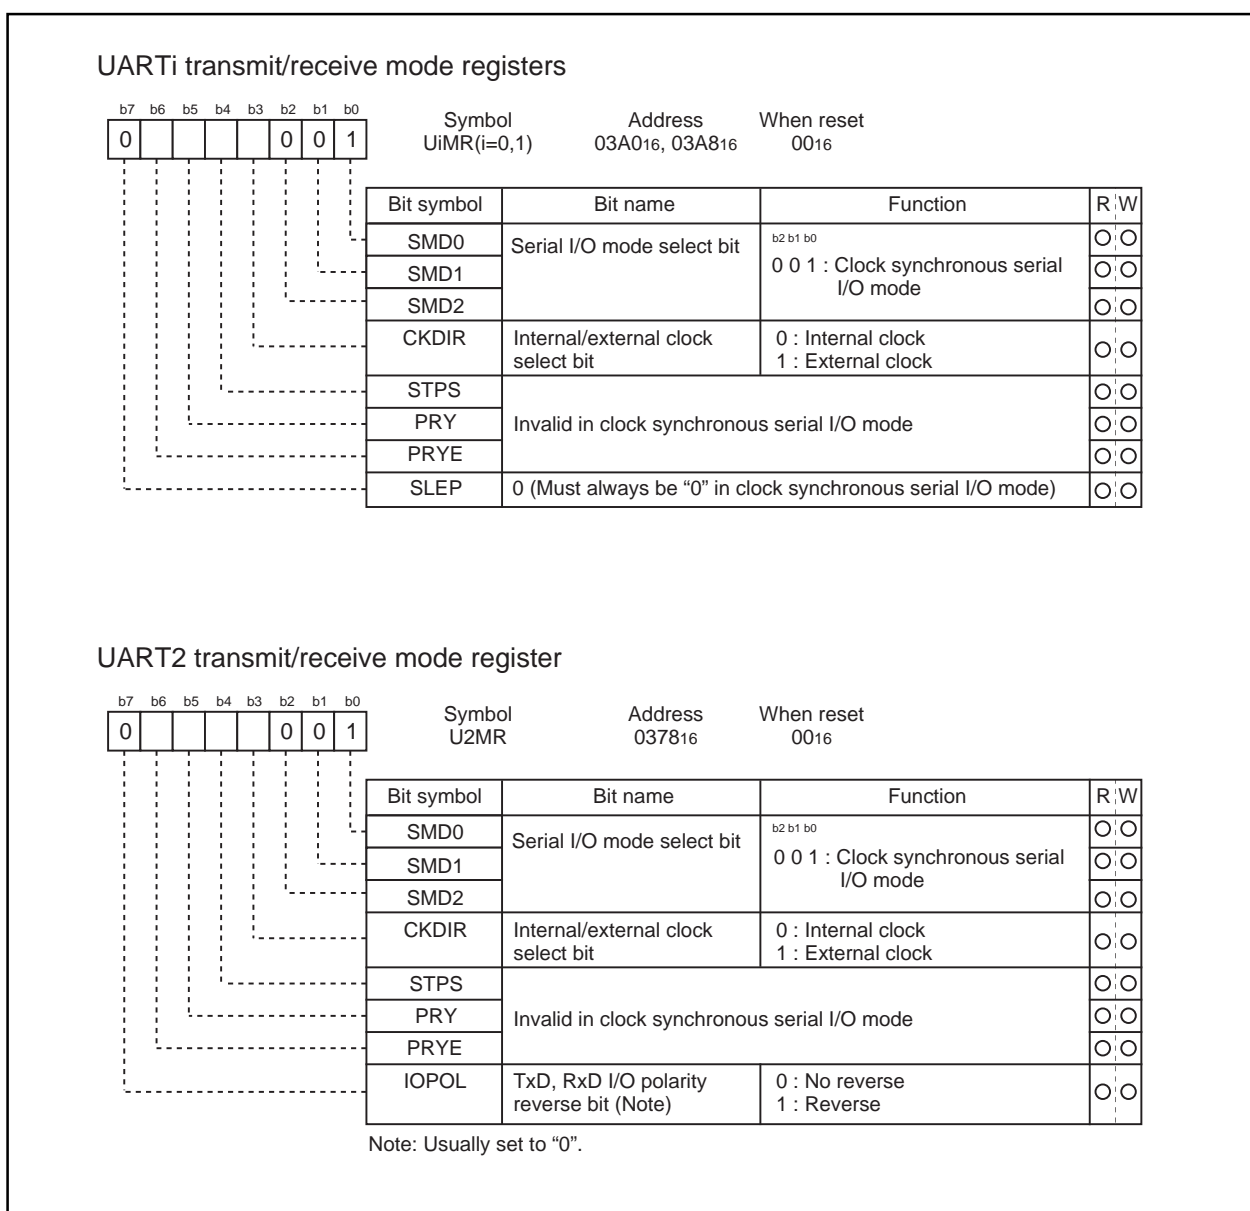 UARTi transmit/receive mode registers
b7 b6 b5 b4 b3 b2 b1 b0
0 0 0 1
Symbol Address When reset
UiMR(i=0,1) 03A016, 03A816 0016
Bit symbol Bit name Function R W
SMD0 Serial I/O mode select bit b2 b1 b0
SMD1 0 0 1 : Clock synchronous serial
SMD2 I/O mode
CKDIR Internal/external clock 0 : Internal clock
select bit 1 : External clock
STPS
PRY Invalid in clock synchronous serial I/O mode
PRYE
SLEP 0 (Must always be “0” in clock synchronous serial I/O mode)
UART2 transmit/receive mode register
b7 b6 b5 b4 b3 b2 b1 b0
0 0 0 1
Symbol Address When reset
U2MR 037816 0016
Bit symbol Bit name Function R W
SMD0 Serial I/O mode select bit b2 b1 b0
SMD1 0 0 1 : Clock synchronous serial
SMD2 I/O mode
CKDIR Internal/external clock 0 : Internal clock
select bit 1 : External clock
STPS
PRY Invalid in clock synchronous serial I/O mode
PRYE
IOPOL TxD, RxD I/O polarity 0 : No reverse
reverse bit (Note) 1 : Reverse
Note: Usually set to “0”.